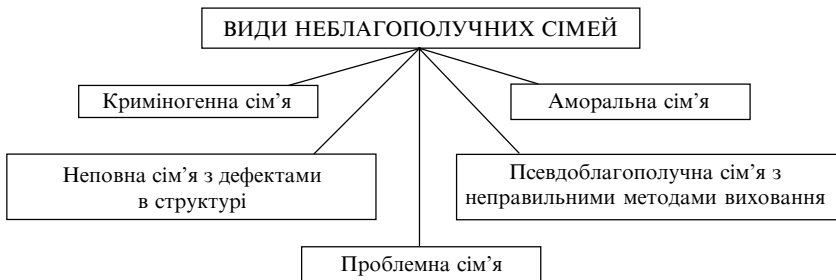 ВИДИ НЕБЛАГОПОЛУЧНИХ СІМЕЙ
Криміногенна сім’я
Аморальна сім’я
Неповна сім’я з дефектами
в структурі
Псевдоблагополучна сім’я з
неправильними методами виховання
Проблемна сім’я